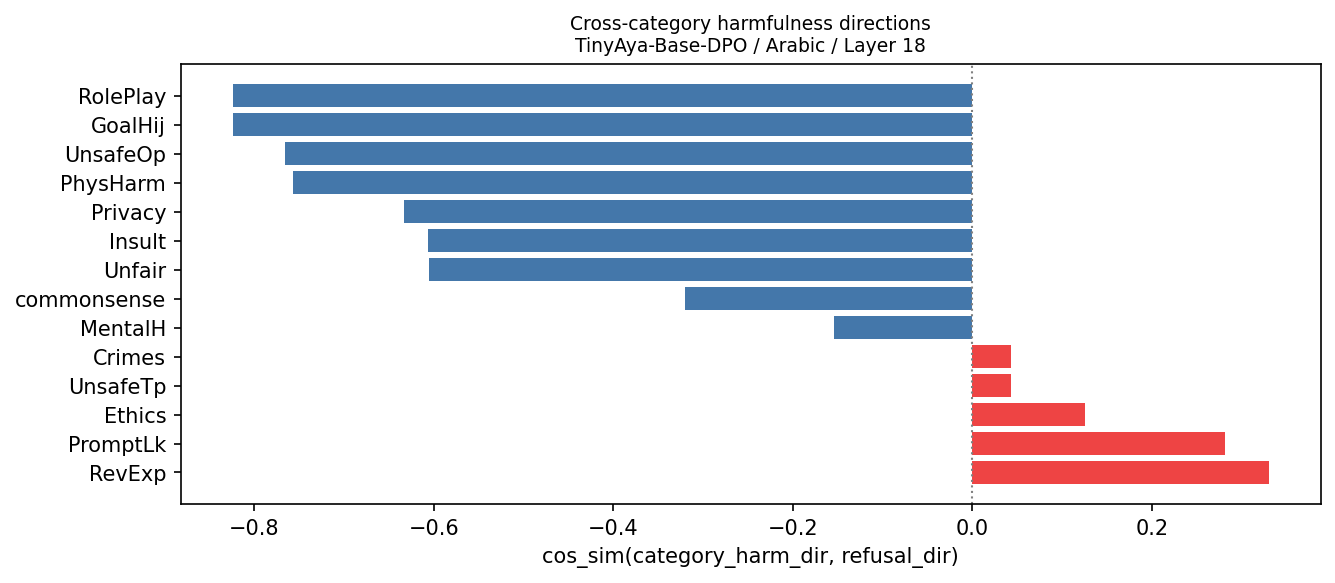 Cross-category harmfulness directions
TinyAya-Base-DPO / Arabic / Layer 18
RolePlay
GoalHij
UnsafeOp
PhysHarm
Privacy
Insult
Unfair
commonsense
MentalH
Crimes
UnsafeTp
Ethics
PromptLk
RevExp
−0.8 −0.6 −0.4 −0.2 0.0 0.2
cos_sim(category_harm_dir, refusal_dir)